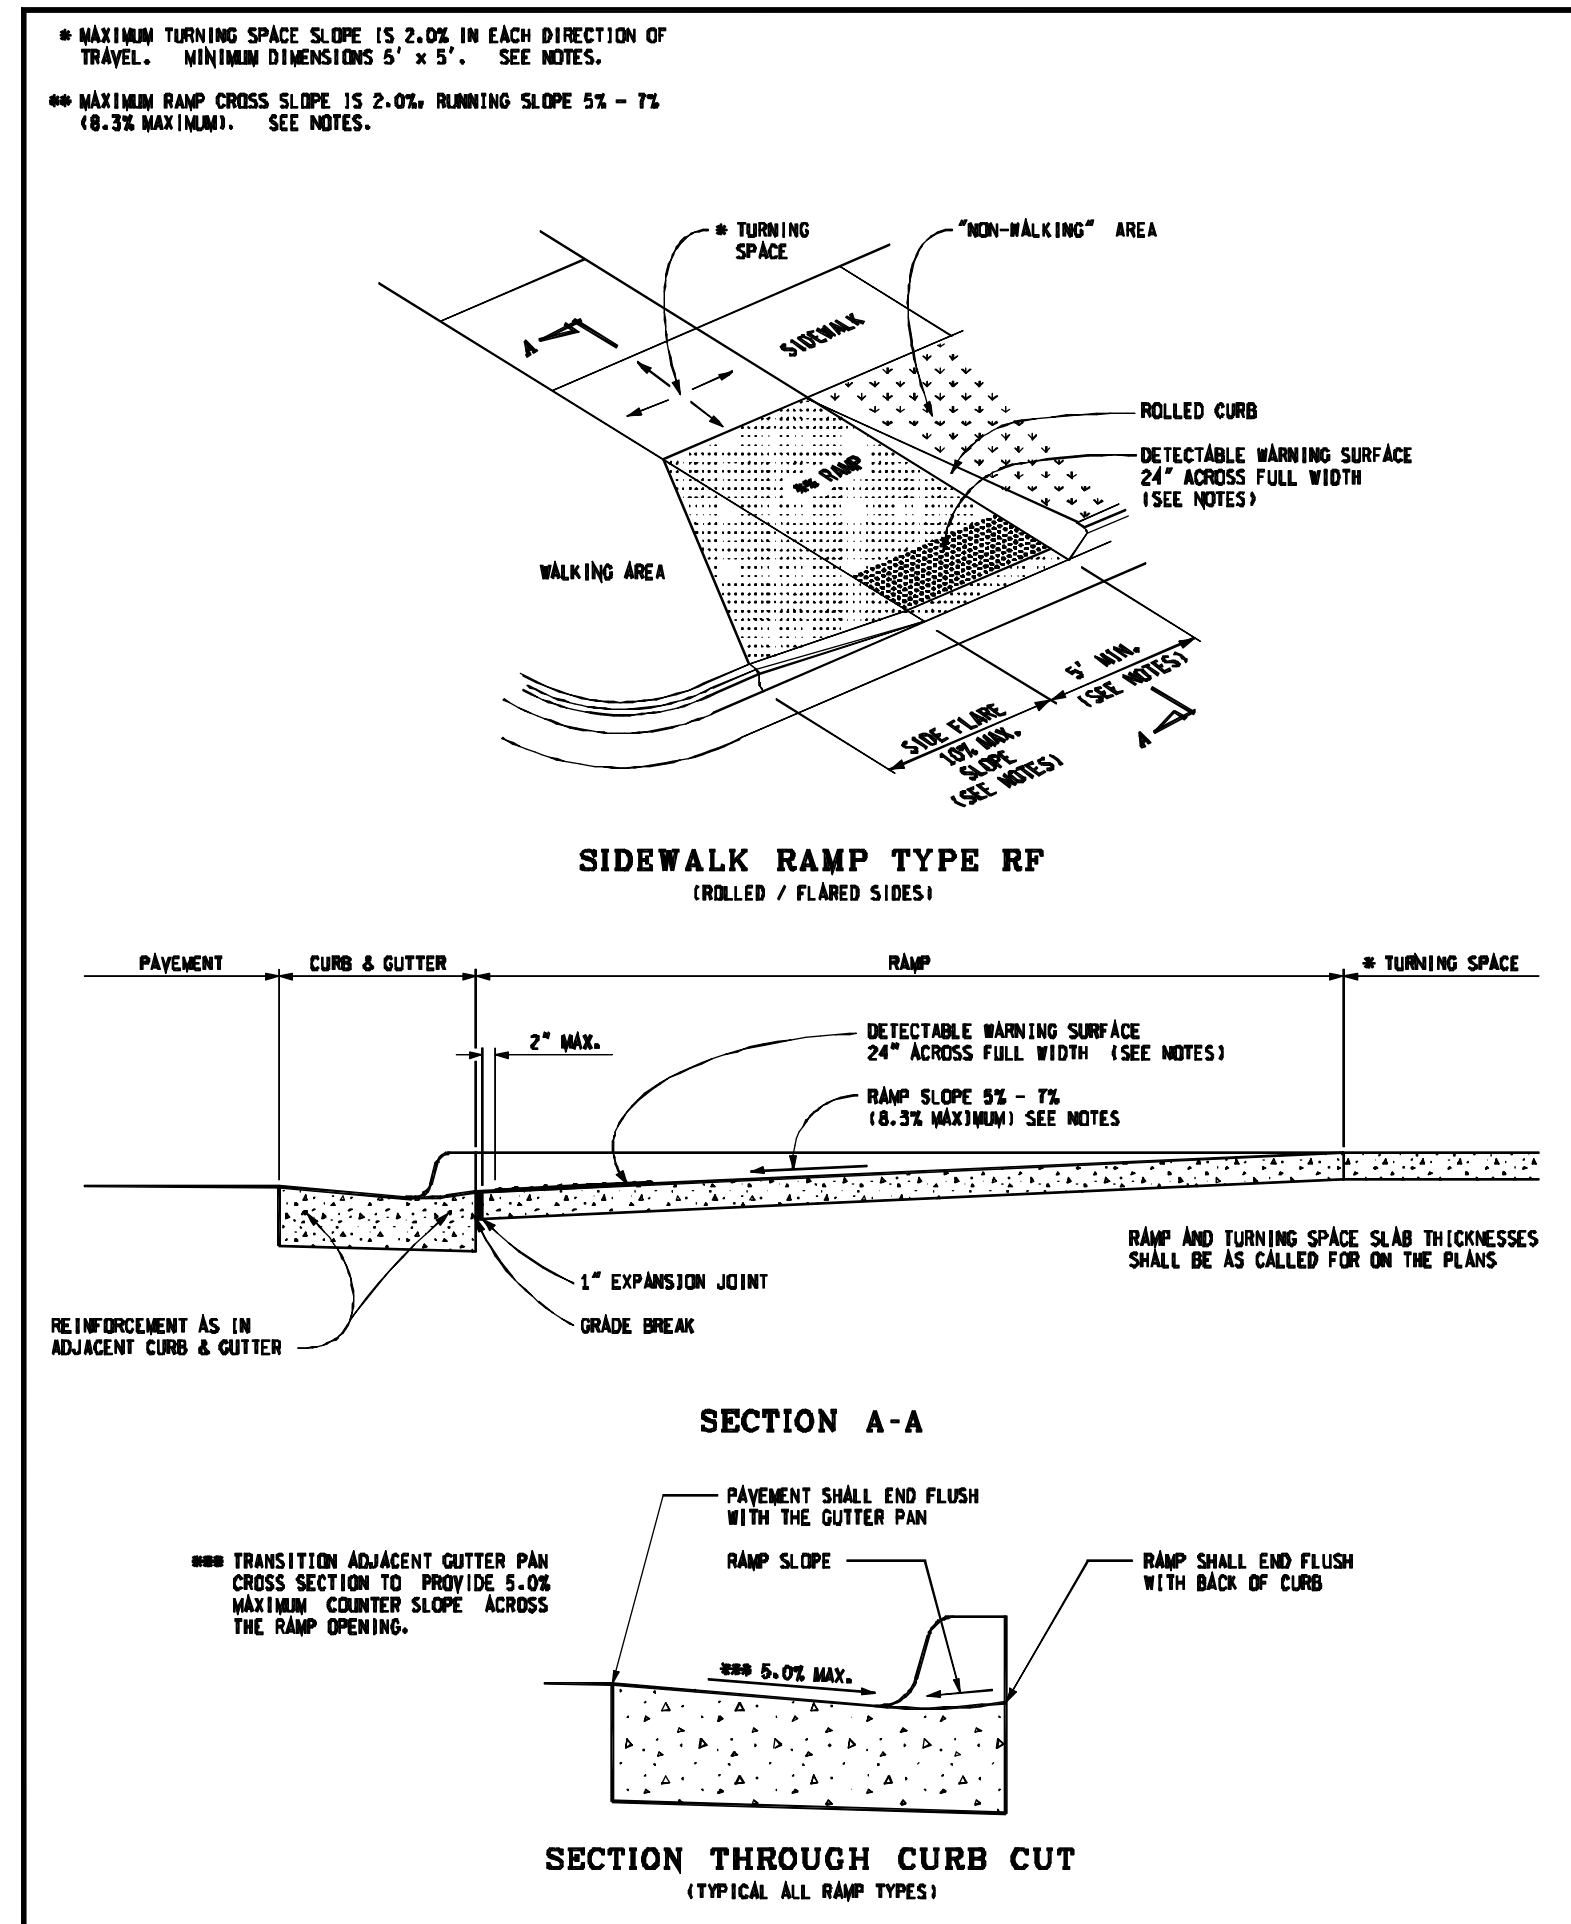 * MAXIMUM TURNING SPACE SLOPE IS 2.0% IN EACH DIRECTION OF
TRAVEL. MINIMUM DIMENSIONS 5' x 5'. SEE NOTES.
** MAXIMUM RAMP CROSS SLOPE IS 2.0%, RUNNING SLOPE 5% - 7%
(8.3% MAXIMUM). SEE NOTES.
* TURNING
SPACE
"NON-WALKING" AREA
SIDEWALK
A
ROLLED CURB
DETECTABLE WARNING SURFACE
24" ACROSS FULL WIDTH
(SEE NOTES)
** RAMP
WALKING AREA
5' MIN.
(SEE NOTES)
SIDE FLARE
10% MAX.
SLOPE
(SEE NOTES)
A
SIDEWALK RAMP TYPE RF
(ROLLED / FLARED SIDES)
PAVEMENT
CURB & GUTTER
RAMP
* TURNING SPACE
2" MAX.
DETECTABLE WARNING SURFACE
24" ACROSS FULL WIDTH (SEE NOTES)
RAMP SLOPE 5% - 7%
(8.3% MAXIMUM) SEE NOTES
RAMP AND TURNING SPACE SLAB THICKNESSES
SHALL BE AS CALLED FOR ON THE PLANS
1" EXPANSION JOINT
GRADE BREAK
REINFORCEMENT AS IN
ADJACENT CURB & GUTTER
SECTION A-A
PAVEMENT SHALL END FLUSH
WITH THE GUTTER PAN
*** TRANSITION ADJACENT GUTTER PAN
CROSS SECTION TO PROVIDE 5.0%
MAXIMUM COUNTER SLOPE ACROSS
THE RAMP OPENING.
RAMP SLOPE
RAMP SHALL END FLUSH
WITH BACK OF CURB
*** 5.0% MAX.
SECTION THROUGH CURB CUT
(TYPICAL ALL RAMP TYPES)